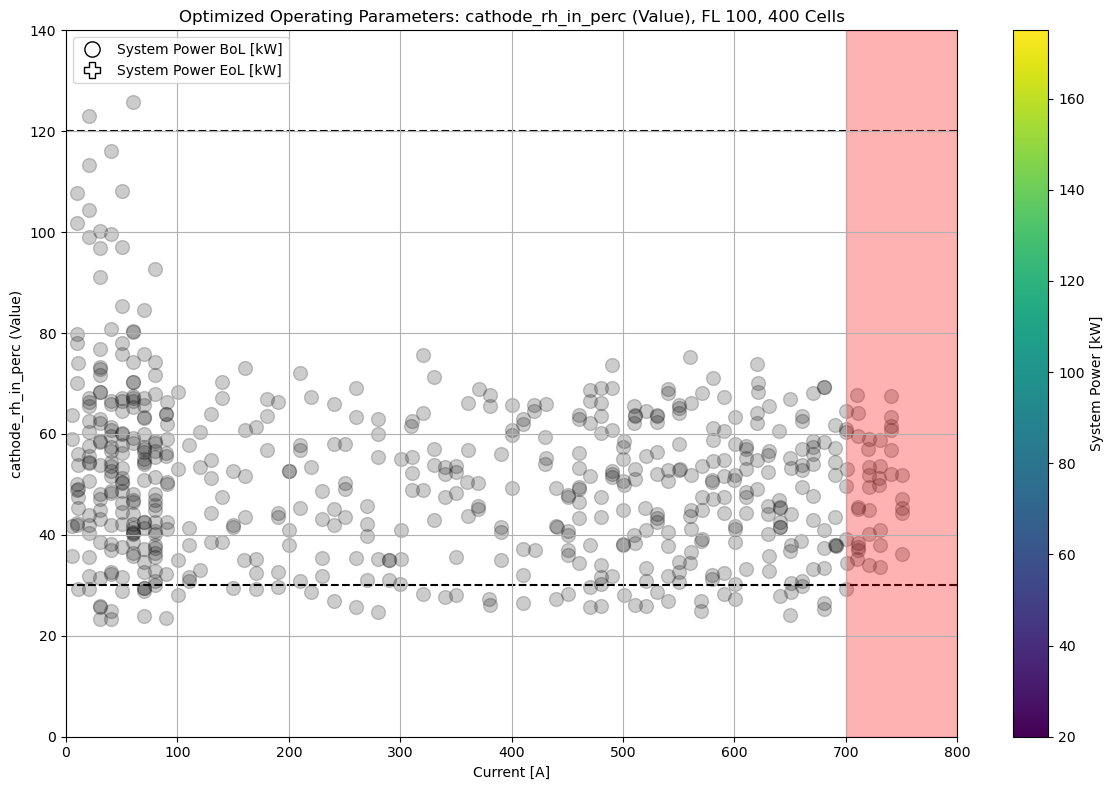 Optimized Operating Parameters: cathode_rh_in_perc (Value), FL 100, 400 Cells
System Power BoL [kW]
System Power EoL [kW]
cathode_rh_in_perc (Value)
140
120
100
80
60
40
20
0
0 100 200 300 400 500 600 700 800
Current [A]
160
140
120
100
80
60
40
20
System Power [kW]